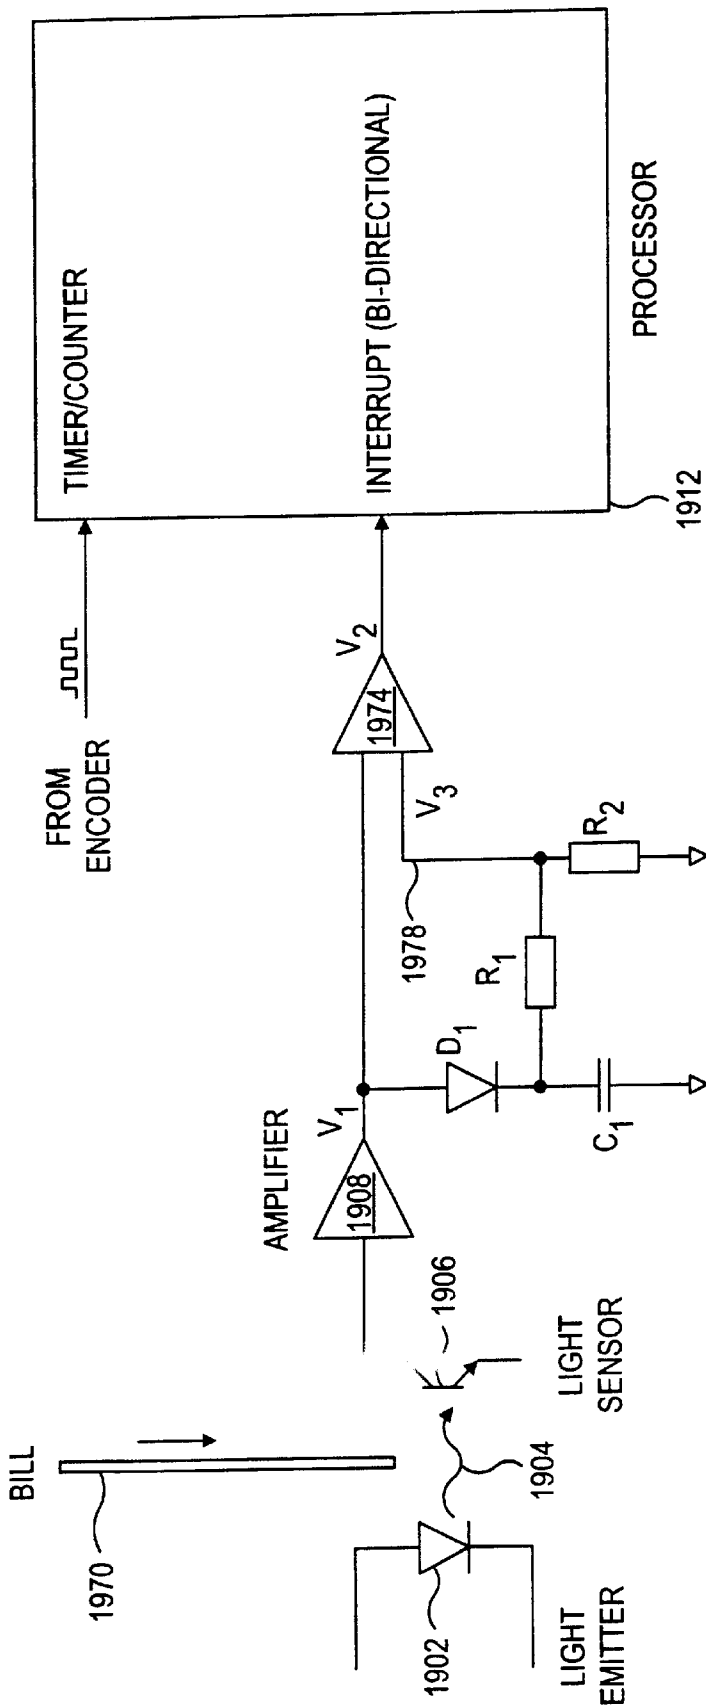 BILL
1970
1902
LIGHT
EMITTER
1904
LIGHT
SENSOR
1906
AMPLIFIER
1908
V1
D1
C1
R1
R2
1978
V3
1974
V2
FROM
ENCODER
TIMER/COUNTER
INTERRUPT (BI-DIRECTIONAL)
1912
PROCESSOR